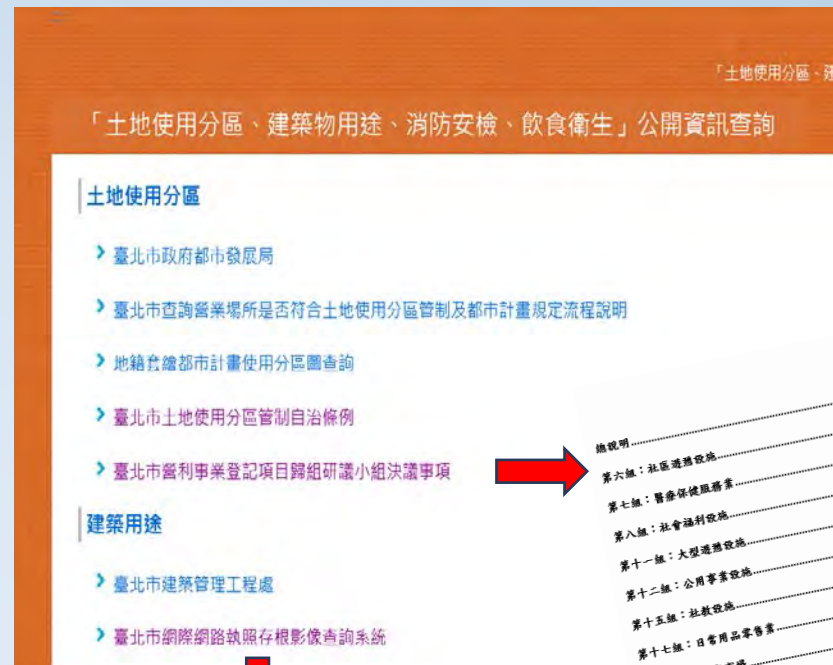 「土地使用分區、建
「土地使用分區、建築物用途、消防安檢、飲食衛生」公開資訊查詢
土地使用分區
臺北市政府都市發展局
臺北市查詢營業場所是否符合土地使用分區管制及都市計畫規定流程說明
地籍套繪都市計畫使用分區圖查詢
臺北市土地使用分區管制自治條例
臺北市營利事業登記項目歸組研議小組決議事項
建築用途
臺北市建築管理工程處
臺北市網際網路執照存根影像查詢系統
總說明
第六組：社區遊憩設施
第七組：醫療保健服務業
第八組：社會福利設施
第十一組：大型遊憩設施
第十二組：公用事業設施
第十五組：社教設施
第十七組：日常用品零售業